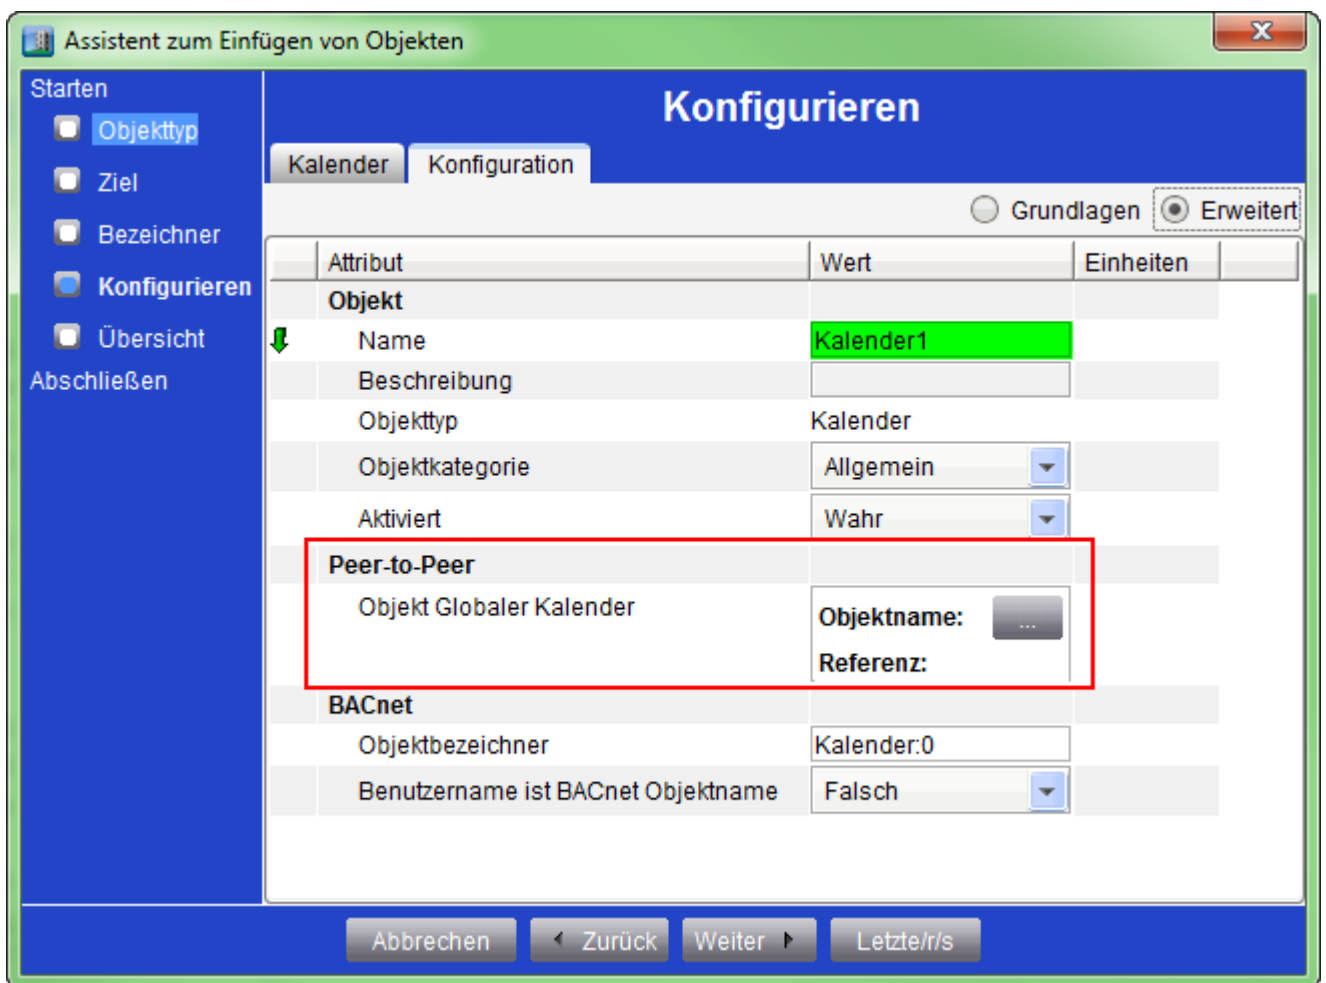 Assistent zum Einfügen von Objekten
x
Starten
Objekttyp
Ziel
Bezeichner
Konfigurieren
Übersicht
Abschließen
Konfigurieren
Kalender Konfiguration
Grundlagen Erweitert
Attribut Wert Einheiten
Objekt
Name Kalender1
Beschreibung
Objekttyp Kalender
Objektkategorie Allgemein
Aktiviert Wahr
Peer-to-Peer
Objekt Globaler Kalender Objektname: ...
Referenz:
BACnet
Objektbezeichner Kalender:0
Benutzername ist BACnet Objektname Falsch
Abbrechen Zurück Weiter Letzte/r/s